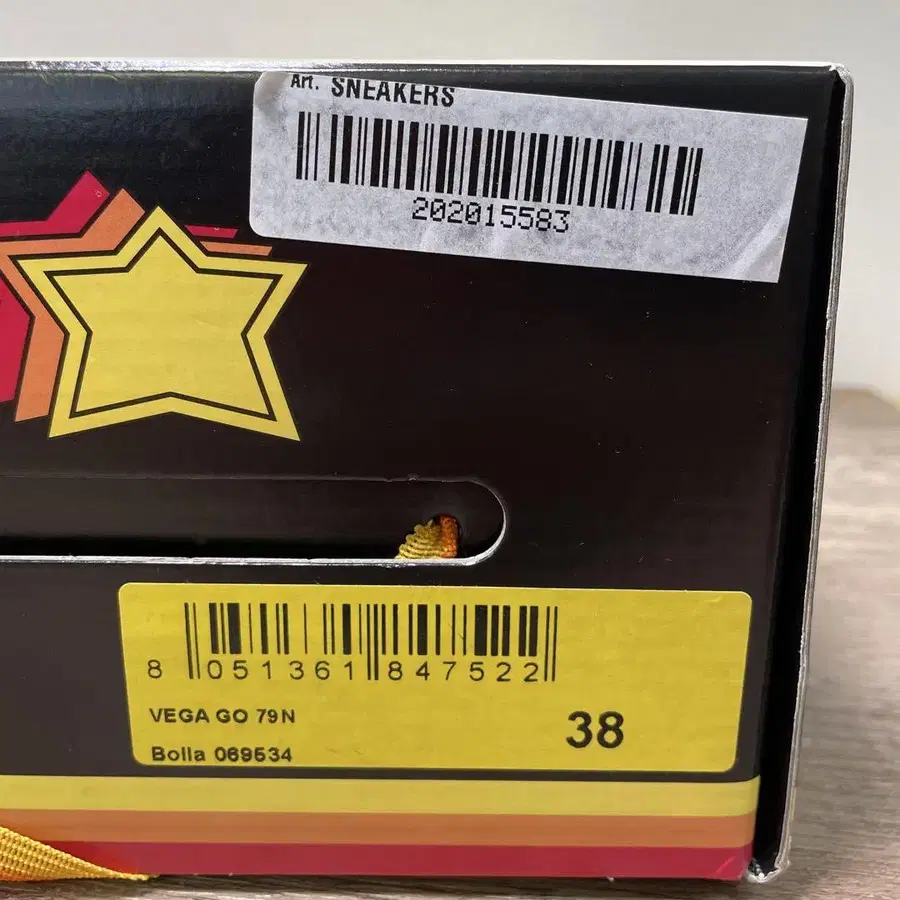 Art. SNEAKERS
202015583
8 051361 847522
VEGA GO 79N
38
Bolla 069534